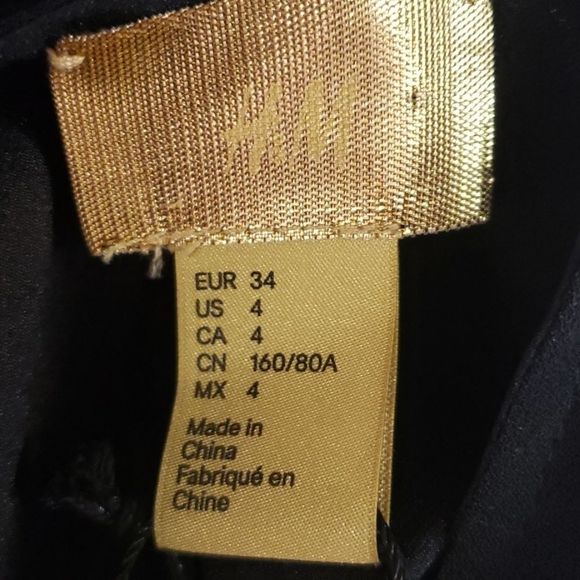 H&M
EUR 34
US 4
CA 4
CN 160/80A
MX 4
Made in
China
Fabriqué en
Chine